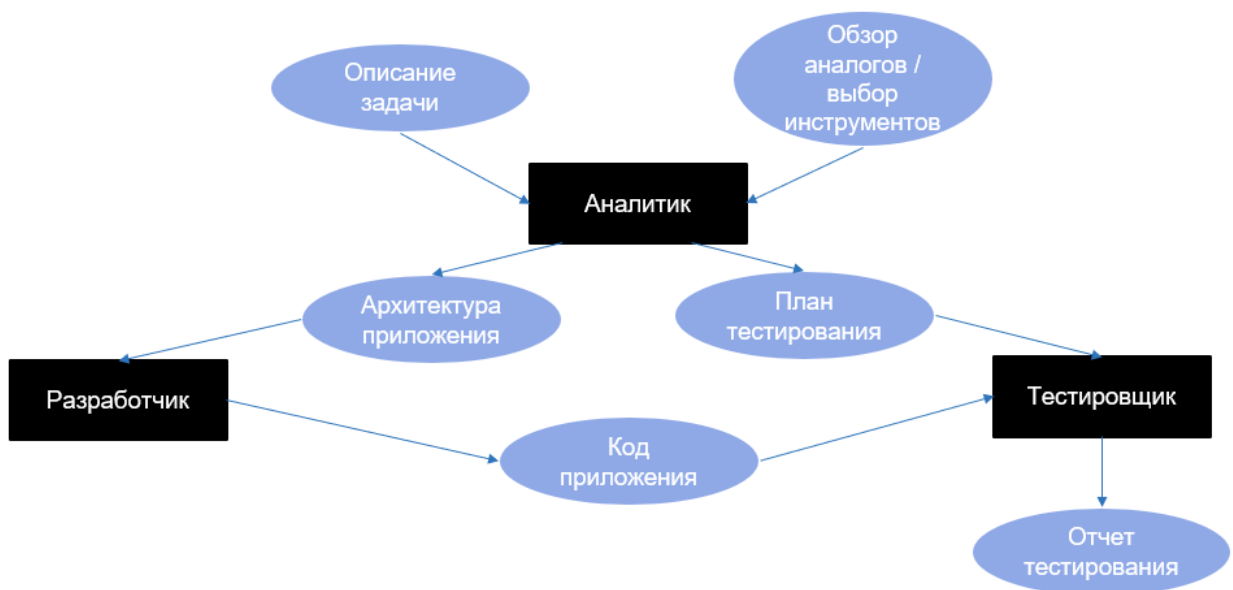 Описание
задачи
Обзор
аналогов /
выбор
инструментов
Аналитик
Архитектура
приложения
План
тестирования
Разработчик
Тестировщик
Код
приложения
Отчет
тестирования